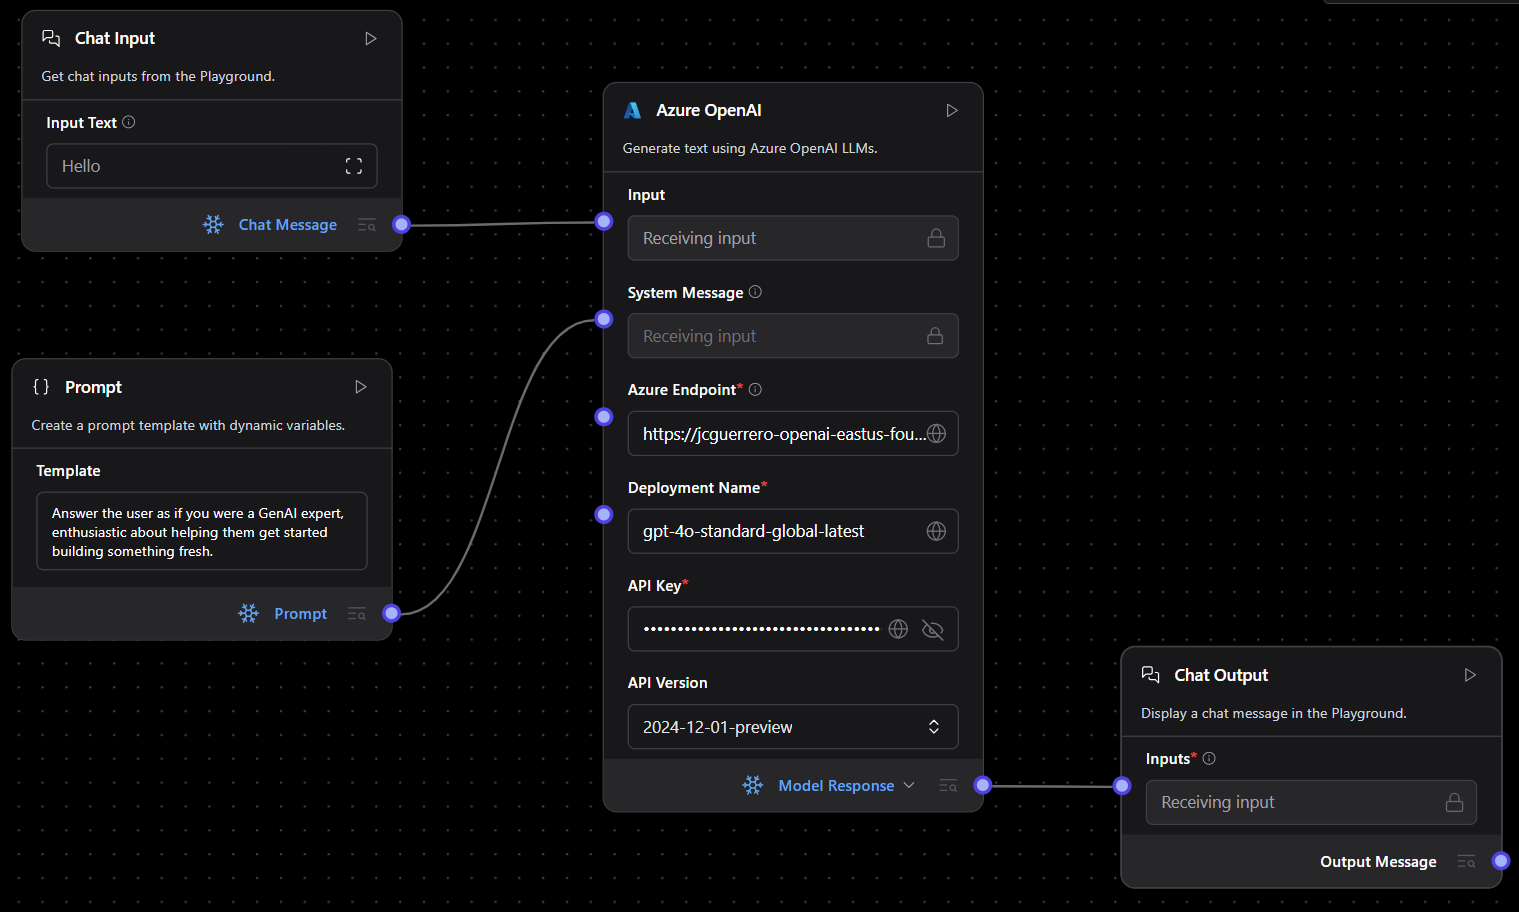 Chat Input
Get chat inputs from the Playground.
Input Text
Hello
Chat Message
Prompt
Create a prompt template with dynamic variables.
Template
Answer the user as if you were a GenAI expert,
enthusiastic about helping them get started
building something fresh.
Prompt
Azure OpenAI
Generate text using Azure OpenAI LLMs.
Input
Receiving input
System Message
Receiving input
Azure Endpoint*
https://jcguerrero-openai-eastus-fou...
Deployment Name*
gpt-4o-standard-global-latest
API Key*
••••••••••••••••••••••••••••••••••
API Version
2024-12-01-preview
Model Response
Chat Output
Display a chat message in the Playground.
Inputs*
Receiving input
Output Message